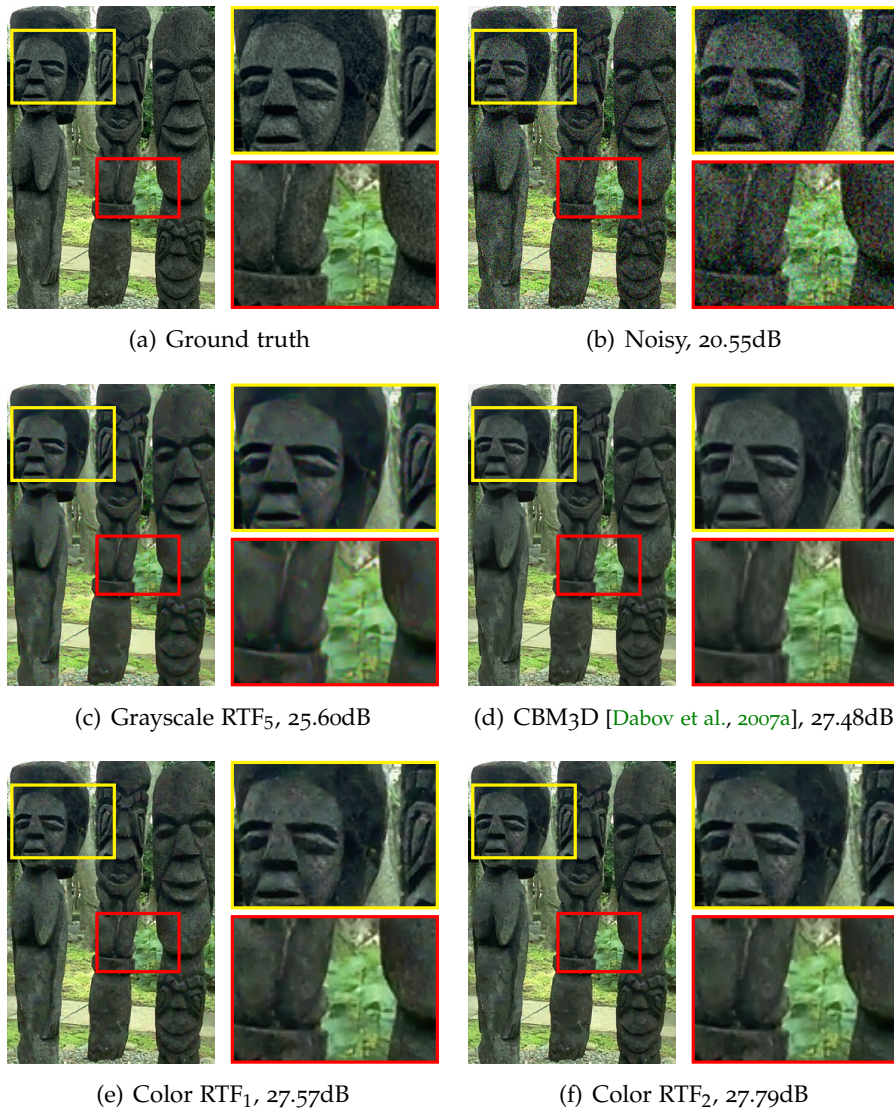 (a) Ground truth
(b) Noisy, 20.55dB
(c) Grayscale RTF₅, 25.60dB
(d) CBM3D [Dabov et al., 2007a], 27.48dB
(e) Color RTF₁, 27.57dB
(f) Color RTF₂, 27.79dB